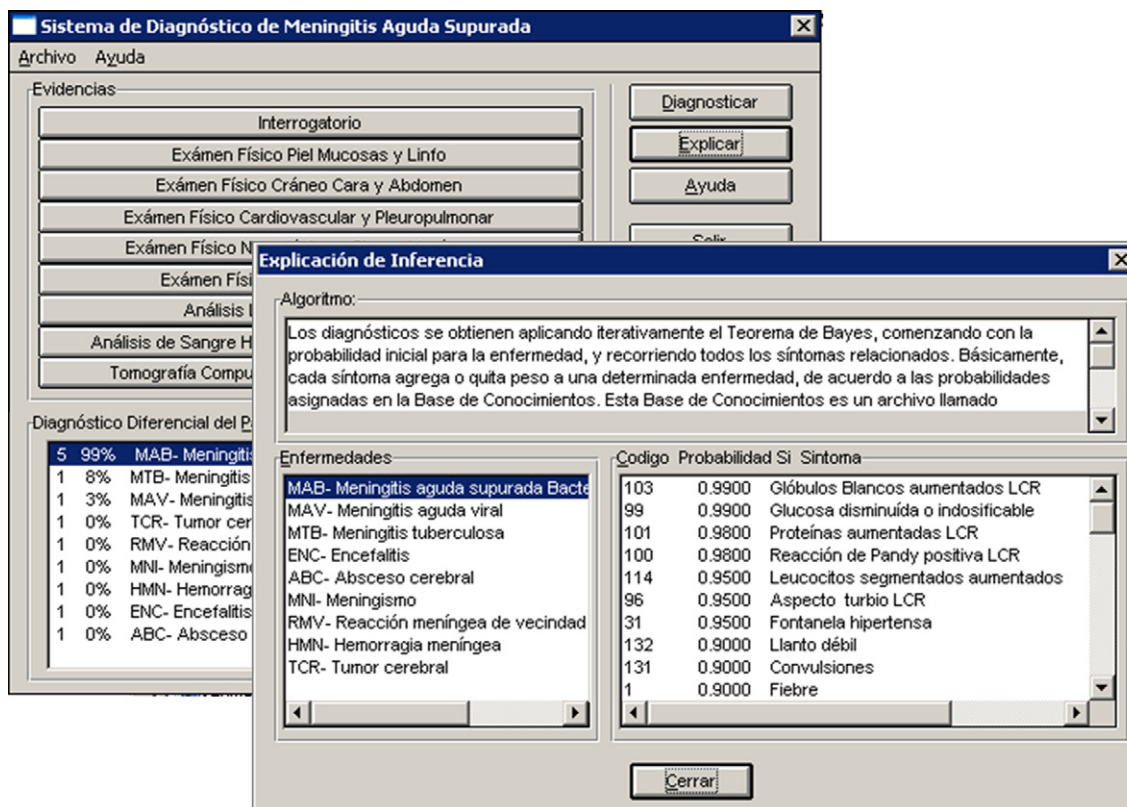 Sistema de Diagnóstico de Meningitis Aguda Supurada
Archivo Ayuda
Evidencias
Interrogatorio
Exámen Físico Piel Mucosas y Linfo
Exámen Físico Cráneo Cara y Abdomen
Exámen Físico Cardiovascular y Pleuropulmonar
Exámen Físico
Exámen
Análisis
Análisis de Sangre
Tomografía
Diagnosticar
Explicar
Ayuda
Salir
Diagnóstico Diferencial del
5 99% MAB- Meningitis
1 8% MTB- Meningitis
1 3% MAV- Meningitis
1 0% TCR- Tumor
1 0% RMV- Reacción
1 0% MNI- Meningismo
1 0% HMN-
1 0% ENC- Encefalitis
1 0% ABC- Absceso
Explicación de Inferencia
Algoritmo:
Los diagnósticos se obtienen aplicando iterativamente el Teorema de Bayes, comenzando con la
probabilidad inicial para la enfermedad, y recorriendo todos los síntomas relacionados. Básicamente,
cada síntoma agrega o quita peso a una determinada enfermedad, de acuerdo a las probabilidades
asignadas en la Base de Conocimientos. Esta Base de Conocimientos es un archivo llamado
Enfermedades
MAB- Meningitis aguda supurada Bacte
MAV- Meningitis aguda viral
MTB- Meningitis tuberculosa
ENC- Encefalitis
ABC- Absceso cerebral
MNI- Meningismo
RMV- Reacción meníngea de vecindad
HMN- Hemorragia meníngea
TCR- Tumor cerebral
Codigo Probabilidad Si Sintoma
103 0.9900 Glóbulos Blancos aumentados LCR
99 0.9900 Glucosa disminuída o indosificable
101 0.9800 Proteínas aumentadas LCR
100 0.9800 Reacción de Pandy positiva LCR
114 0.9500 Leucocitos segmentados aumentados
96 0.9500 Aspecto turbio LCR
31 0.9500 Fontanela hipertensa
132 0.9000 Llanto débil
131 0.9000 Convulsiones
1 0.9000 Fiebre
Cerrar